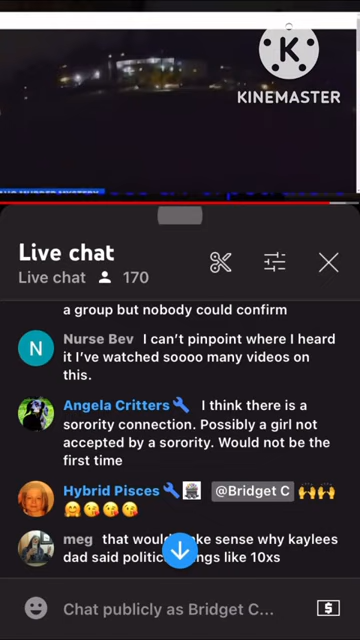 K
KINEMASTER
Live chat
Live chat 170
a group but nobody could confirm
N
Nurse Bev I can't pinpoint where I heard
it I've watched soooo many videos on
this.
Angela Critters I think there is a
sorority connection. Possibly a girl not
accepted by a sorority. Would not be the
first time
Hybrid Pisces @Bridget C 🙌🙌
🤗😘😘😘
meg that would make sense why kaylees
dad said things like 10xs
Chat publicly as Bridget C...
$